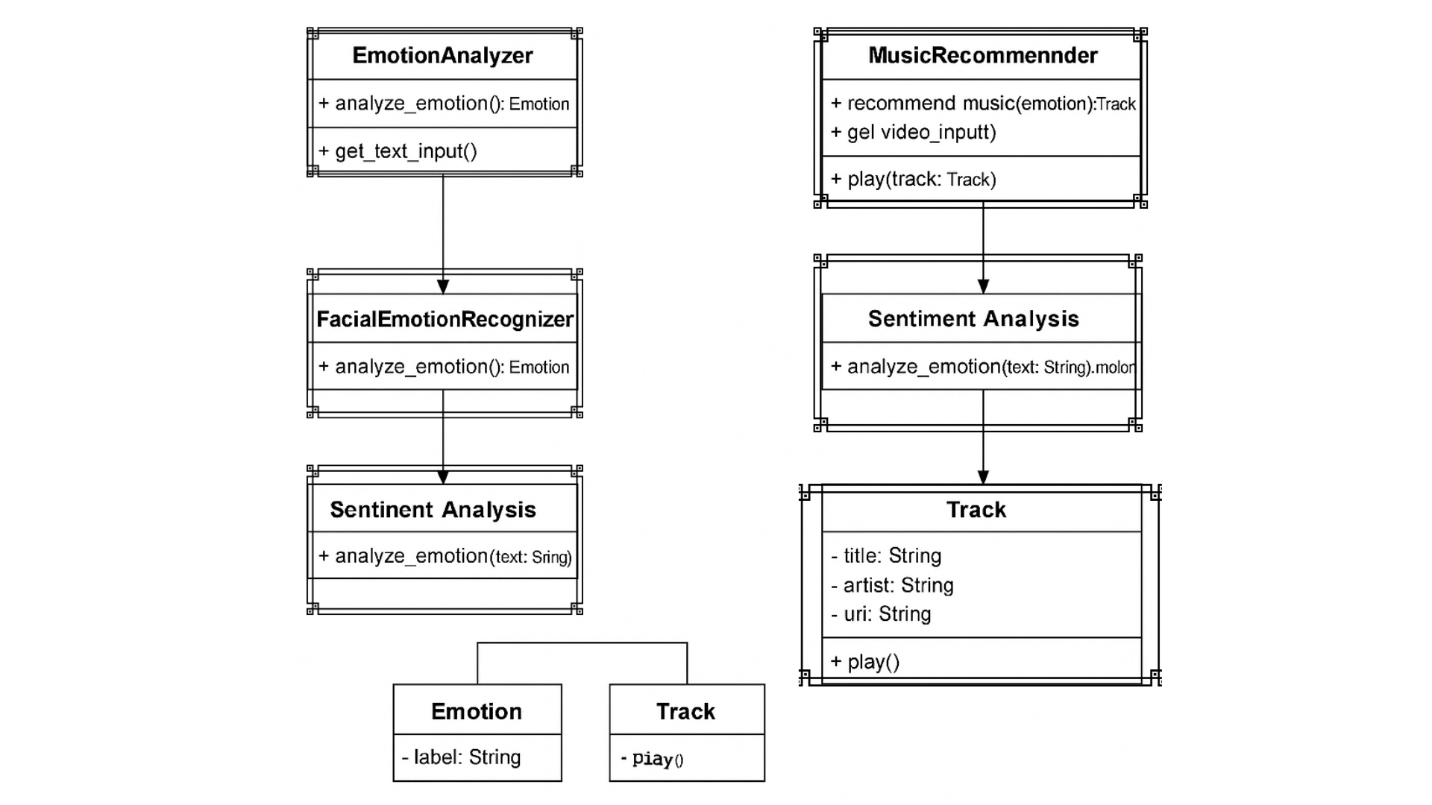 EmotionAnalyzer
+ analyze_emotion(): Emotion
+ get_text_input()
FacialEmotionRecognizer
+ analyze_emotion(): Emotion
Sentinent Analysis
+ analyze_emotion(text: Sring)
Emotion
- label: String
Track
- piay()
MusicRecommennder
+ recommend music(emotion):Track
+ gel video_inputt)
+ play(track: Track)
Sentiment Analysis
+ analyze_emotion(text: String).molor
Track
- title: String
- artist: String
- uri: String
+ play()